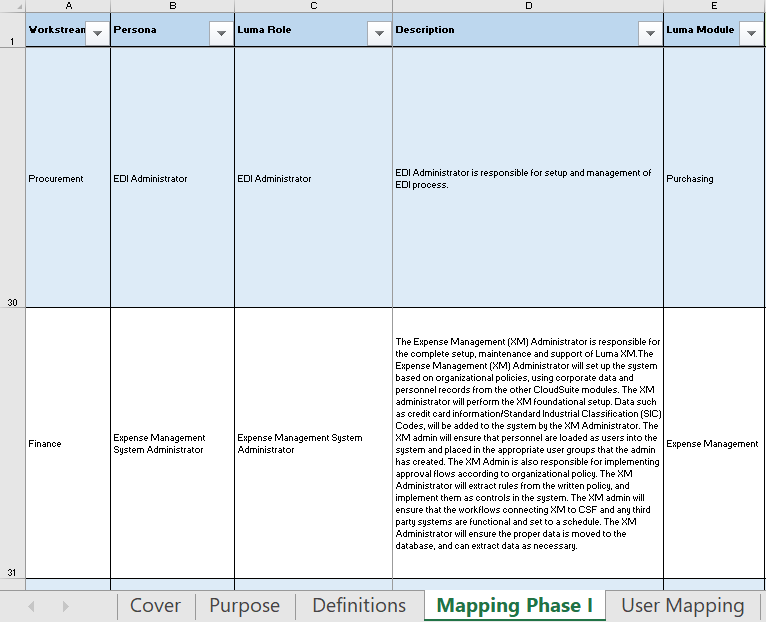 A B C D E
1 Workstream Persona Luma Role Description Luma Module
30 Procurement EDI Administrator EDI Administrator EDI Administrator is responsible for setup and management of
EDI process.
Purchasing
31 Finance
Expense Management
System Administrator
Expense Management System
Administrator
The Expense Management (XM) Administrator is responsible for
the complete setup, maintenance and support of Luma XM.The
Expense Management (XM) Administrator will set up the system
based on organizational policies, using corporate data and
personnel records from the other CloudSuite modules. The XM
administrator will perform the XM foundational setup. Data such
as credit card information/Standard Industrial Classification (SIC)
Codes, will be added to the system by the XM Administrator. The
XM admin will ensure that personnel are loaded as users into the
system and placed in the appropriate user groups that the admin
has created. The XM Admin is also responsible for implementing
approval flows according to organizational policy. The XM
Administrator will extract rules from the written policy, and
implement them as controls in the system. The XM admin will
ensure that the workflows connecting XM to CSF and any third
party systems are functional and set to a schedule. The XM
Administrator will ensure the proper data is moved to the
database, and can extract data as necessary.
Expense Management
Cover Purpose Definitions Mapping Phase I User Mapping